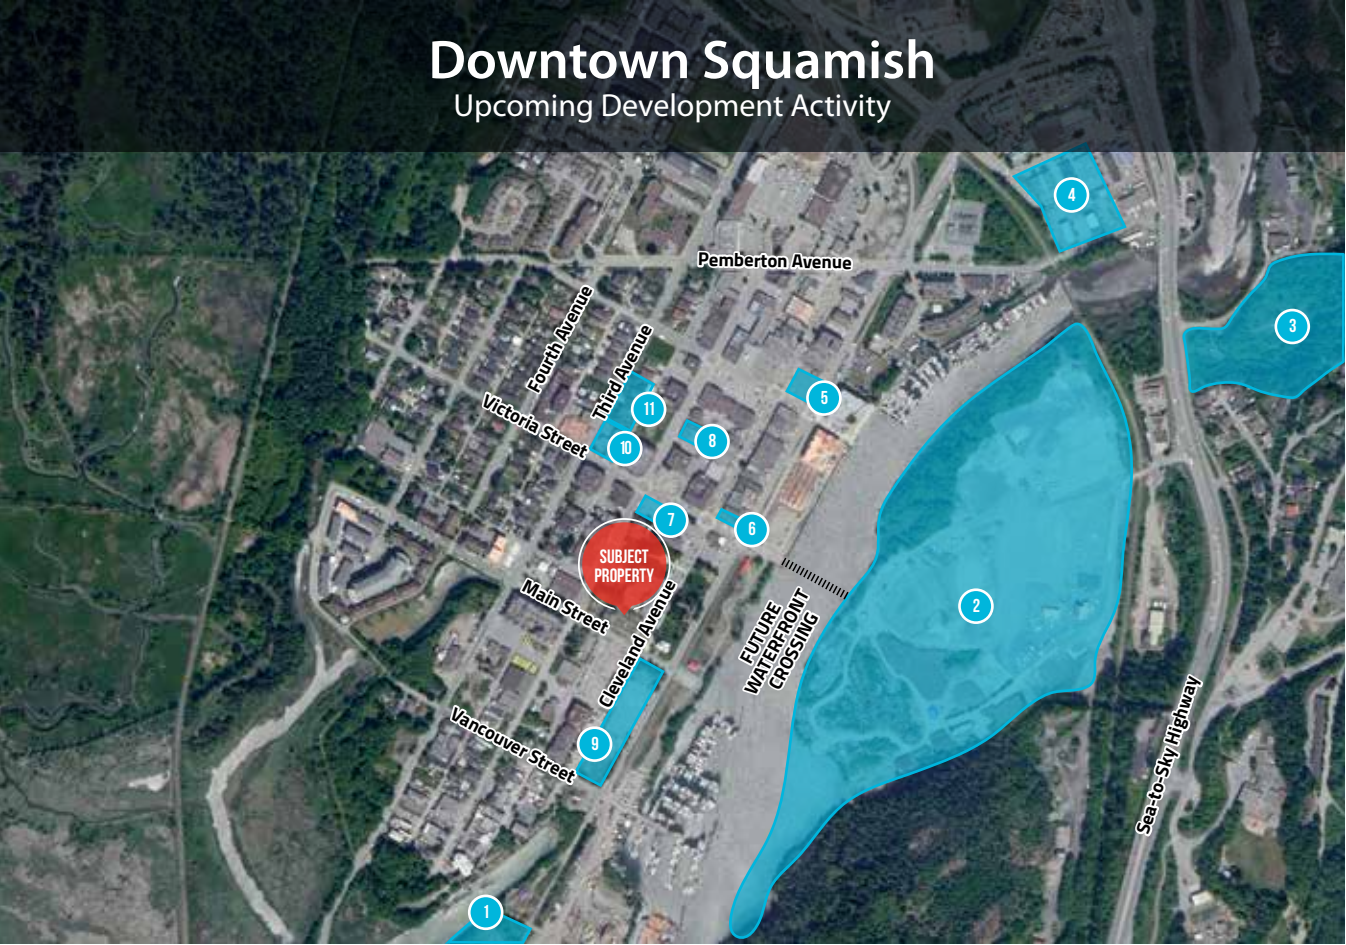 Downtown Squamish
Upcoming Development Activity
4
Pemberton Avenue
3
Fourth Avenue
Third Avenue
5
Victoria Street
11
10
8
7
6
SUBJECT
PROPERTY
Main Street
Cleveland Avenue
FUTURE
WATERFRONT
CROSSING
2
9
Vancouver Street
Sea-to-Sky Highway
1